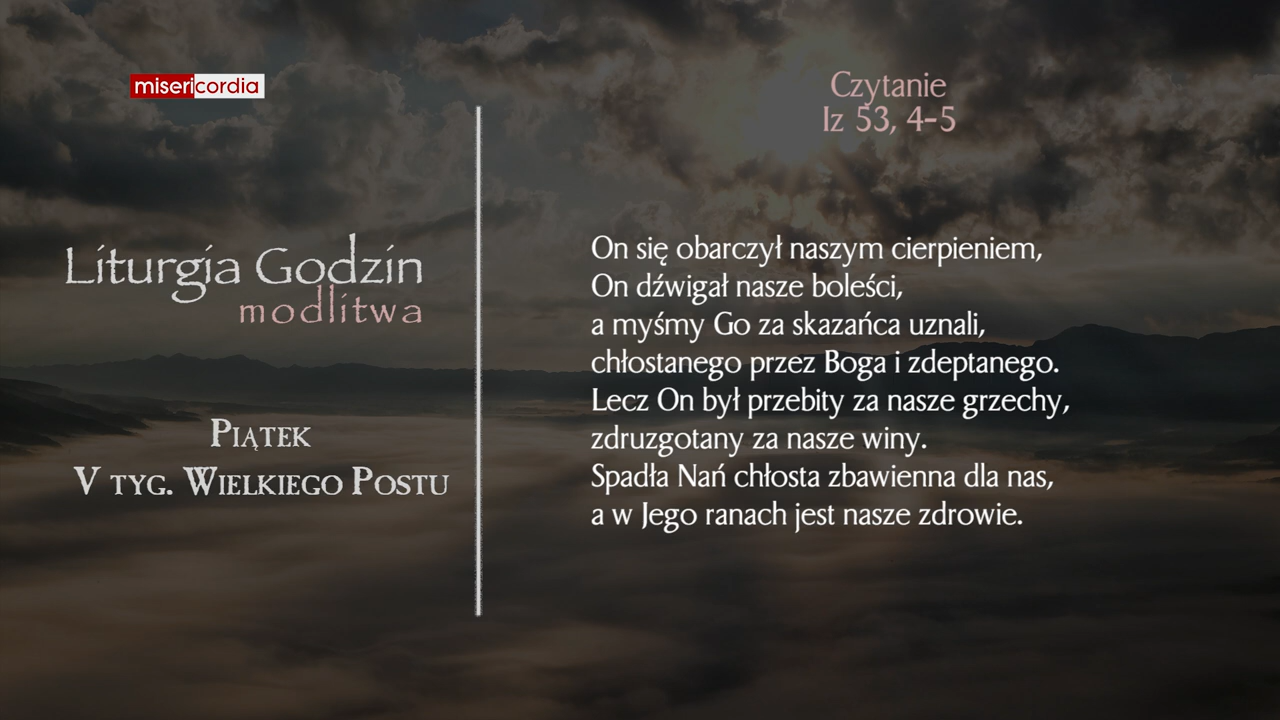 misericordia
Liturgia Godzin
modlitwa
Piątek
V tyg. Wielkiego Postu
Czytanie
Iz 53, 4-5
On się obarczył naszym cierpieniem,
On dźwigał nasze boleści,
a myśmy Go za skazańca uznali,
chłostanego przez Boga i zdeptanego.
Lecz On był przebity za nasze grzechy,
zdruzgotany za nasze winy.
Spadła Nań chłosta zbawienna dla nas,
a w Jego ranach jest nasze zdrowie.